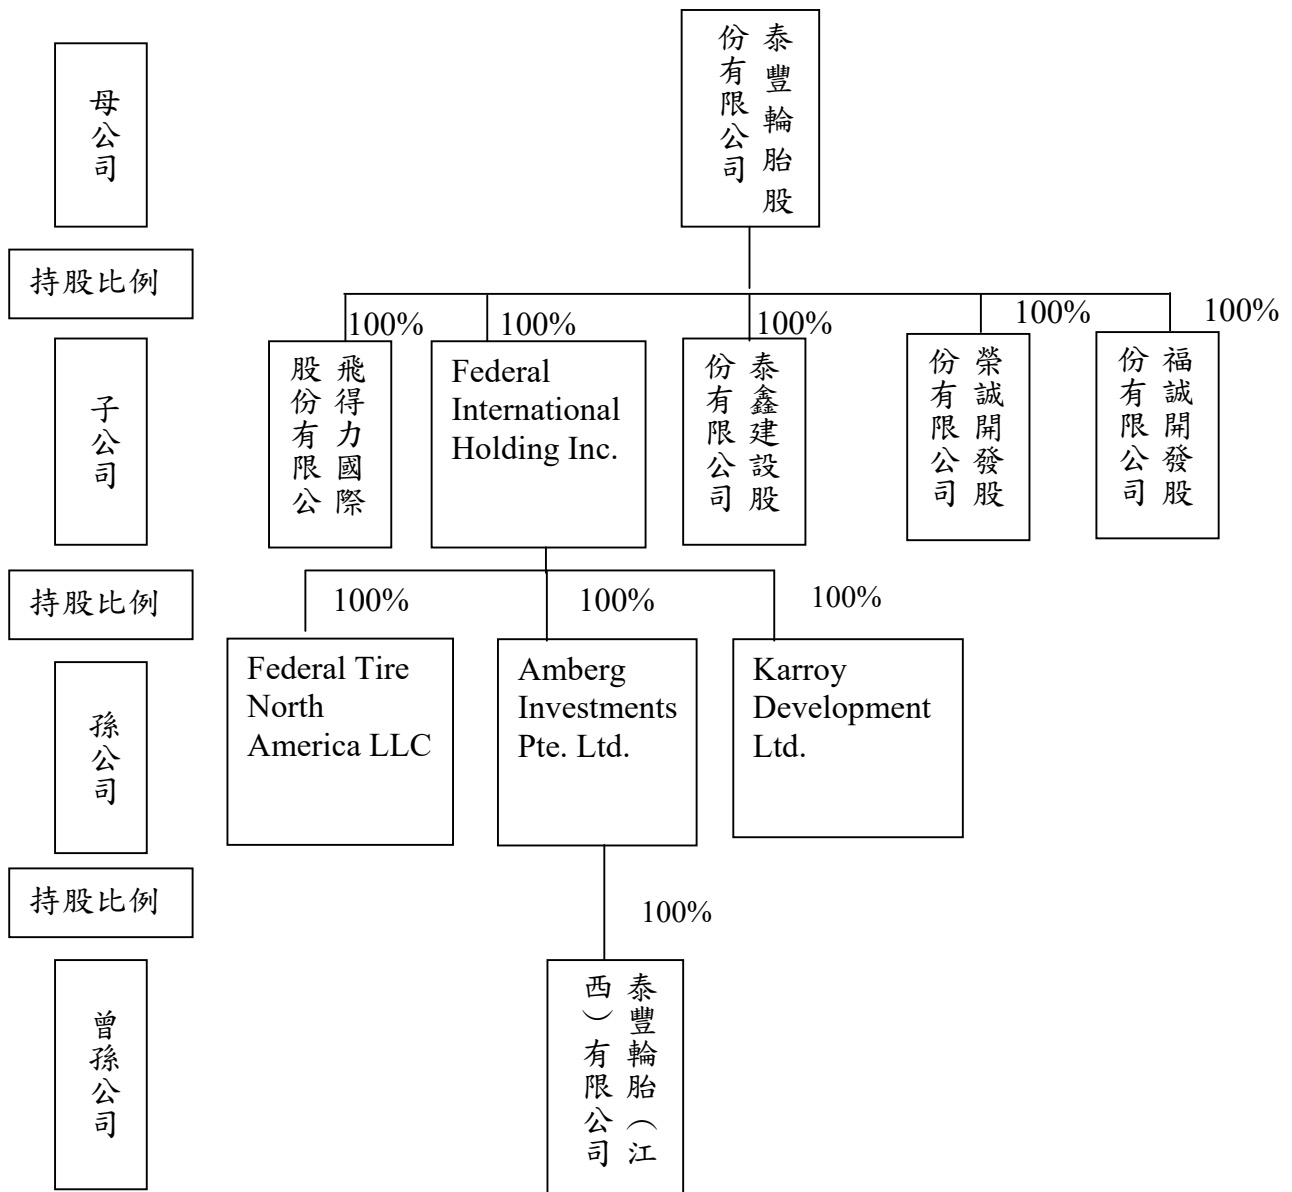 母公司
泰豐輪胎股
份有限公司
持股比例
100%
100%
100%
100%
100%
子公司
飛得力國際
股份有限公
Federal
International
Holding Inc.
泰鑫建設股
份有限公司
榮誠開發股
份有限公司
福誠開發股
份有限公司
持股比例
100%
100%
100%
孫公司
Federal Tire
North
America LLC
Amberg
Investments
Pte. Ltd.
Karroy
Development
Ltd.
持股比例
100%
曾孫公司
泰豐輪胎（江
西）有限公司